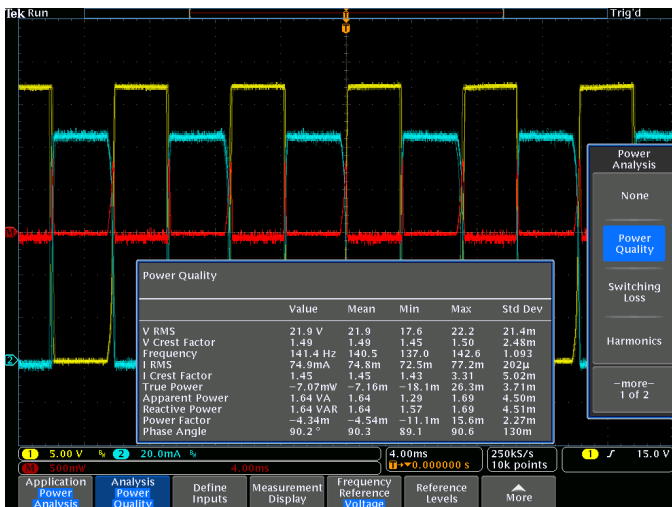 Tek Run Trig'd
T
T
M
2
Power
Analysis
None
Power
Quality
Switching
Loss
Harmonics
—more—
1 of 2
Power Quality
Value Mean Min Max Std Dev
V RMS 21.9 V 21.9 17.6 22.2 21.4m
V Crest Factor 1.49 1.49 1.45 1.50 2.48m
Frequency 141.4 Hz 140.5 137.0 142.6 1.093
I RMS 74.9mA 74.8m 72.5m 77.2m 202µ
I Crest Factor 1.45 1.45 1.43 3.31 5.02m
True Power −7.07mW −7.16m −18.1m 26.3m 3.71m
Apparent Power 1.64 VA 1.64 1.29 1.69 4.50m
Reactive Power 1.64 VAR 1.64 1.57 1.69 4.51m
Power Factor −4.34m −4.54m −11.1m 15.6m 2.27m
Phase Angle 90.2 ° 90.3 89.1 90.6 130m
1 5.00 V BW 2 20.0mA BW 4.00ms 250kS/s 1 15.0 V
M 500mW 4.00ms T→▾0.000000 s 10k points
Application
Power
Analysis
Analysis
Power
Quality
Define
Inputs
Measurement
Display
Frequency
Reference
Voltage
Reference
Levels
More